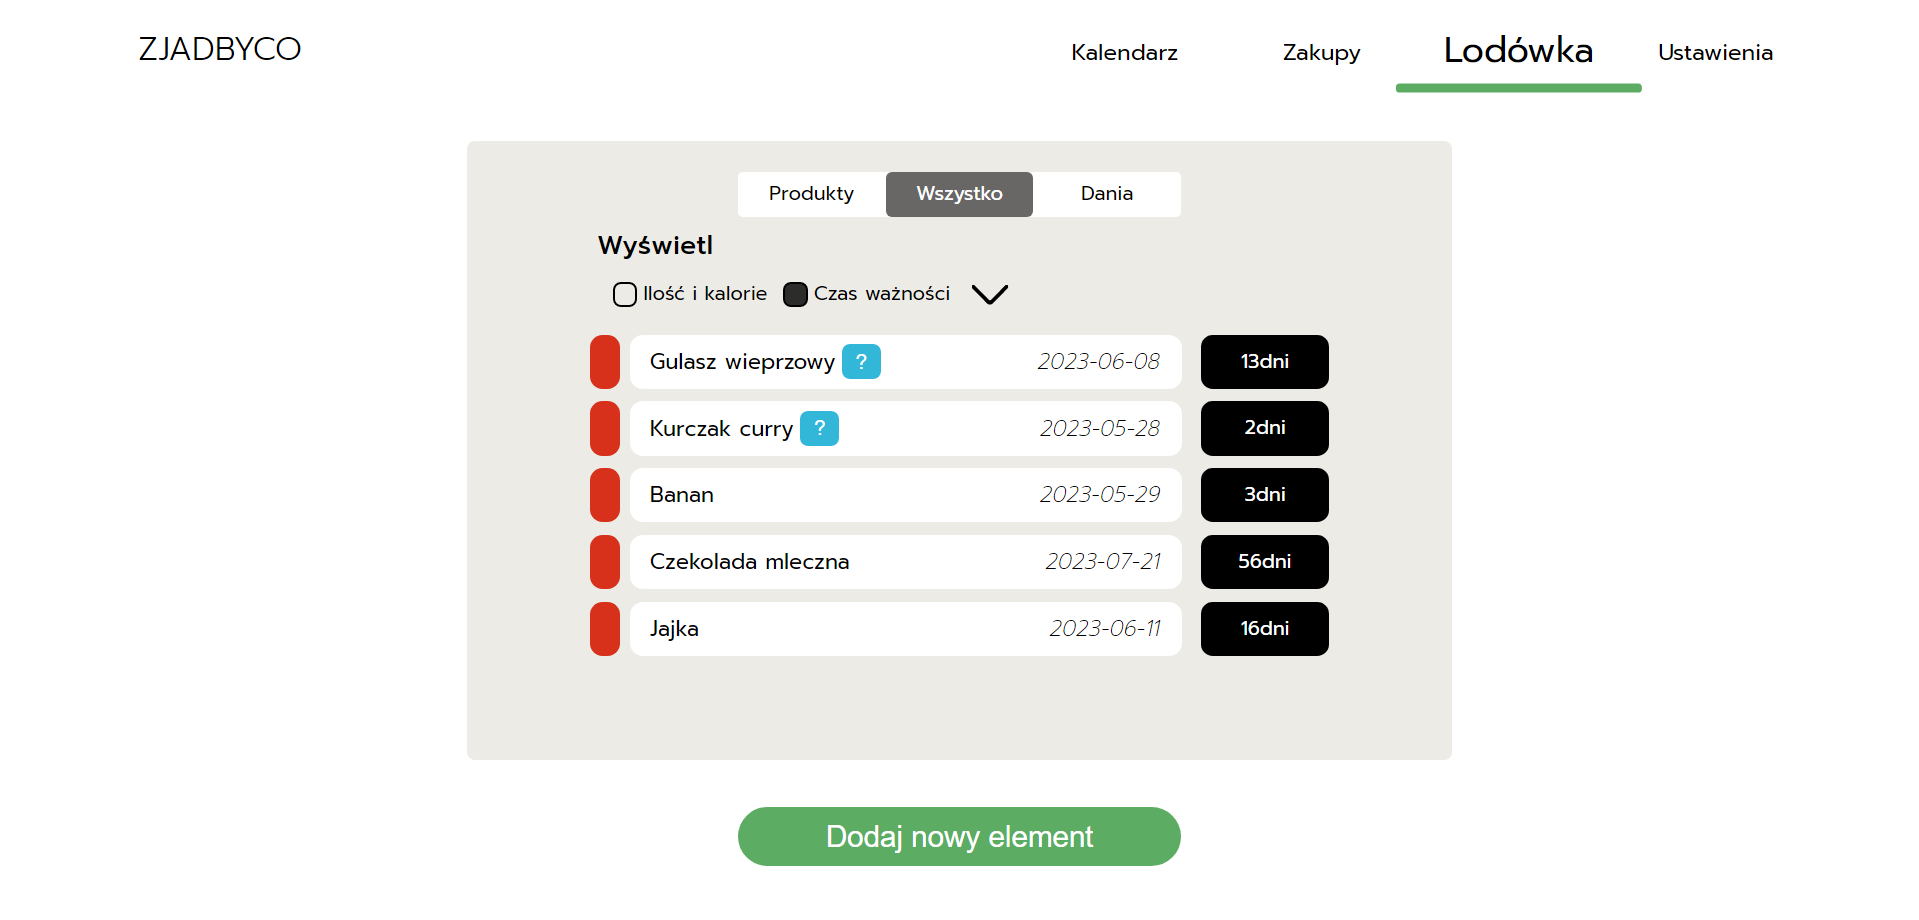 ZJADBYCO Kalendarz Zakupy Lodówka Ustawienia
Produkty Wszystko Dania
Wyświetl
Ilość i kalorie Czas ważności
Gulasz wieprzowy ? 2023-06-08 13dni
Kurczak curry ? 2023-05-28 2dni
Banan 2023-05-29 3dni
Czekolada mleczna 2023-07-21 56dni
Jajka 2023-06-11 16dni
Dodaj nowy element